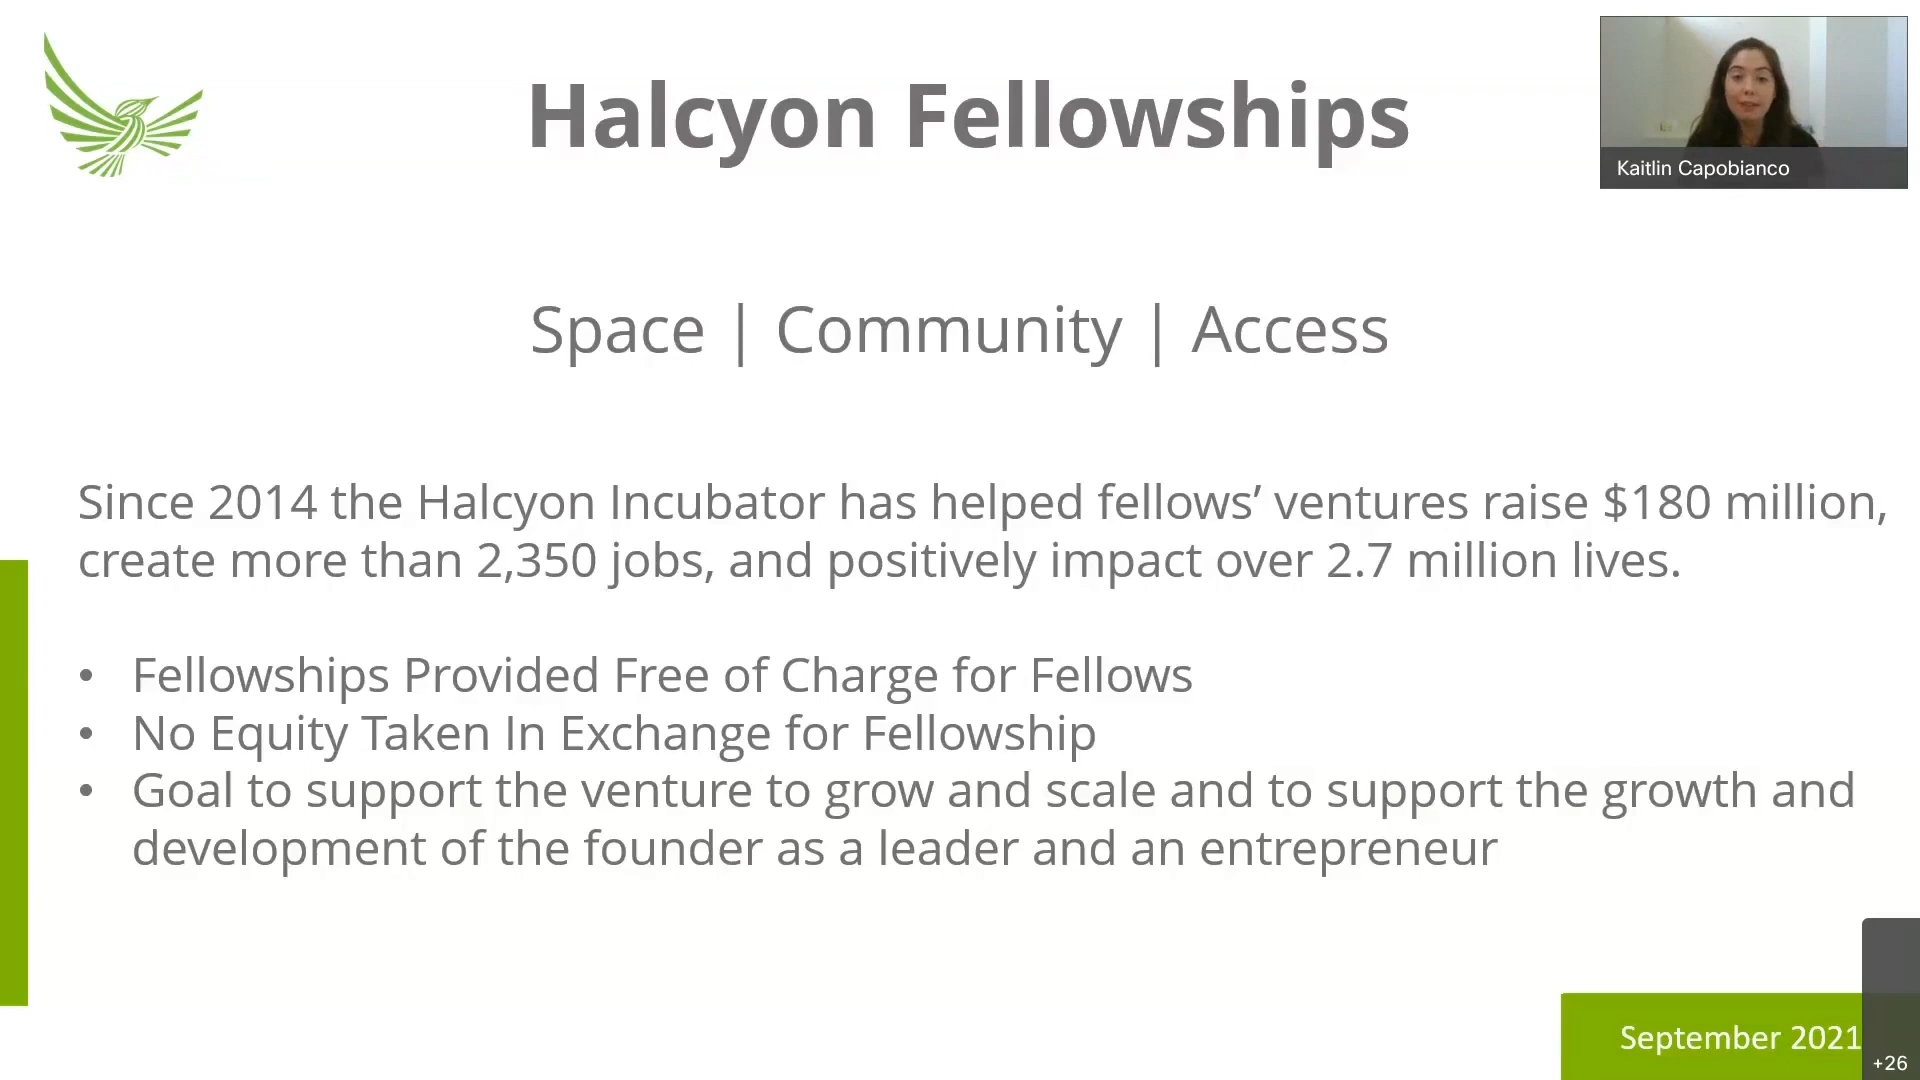 Halcyon Fellowships
Kaitlin Capobianco
Space | Community | Access
Since 2014 the Halcyon Incubator has helped fellows’ ventures raise $180 million,
create more than 2,350 jobs, and positively impact over 2.7 million lives.
• Fellowships Provided Free of Charge for Fellows
• No Equity Taken In Exchange for Fellowship
• Goal to support the venture to grow and scale and to support the growth and
development of the founder as a leader and an entrepreneur
September 2021
+26